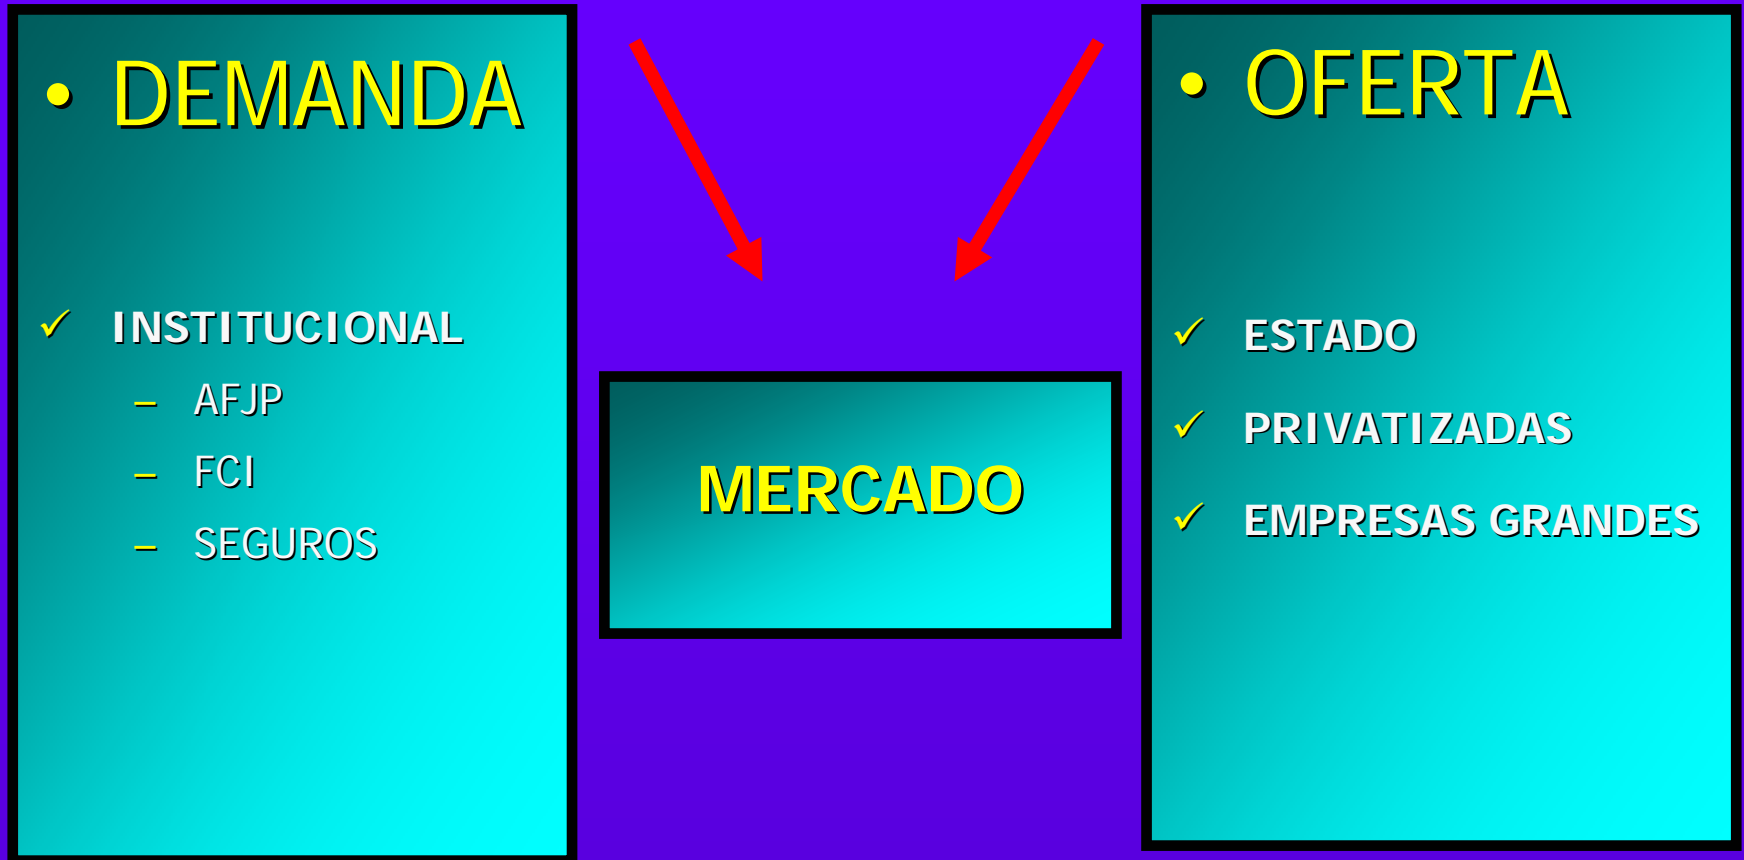 • DEMANDA
✓ INSTITUCIONAL
– AFJP
– FCI
– SEGUROS
MERCADO
• OFERTA
✓ ESTADO
✓ PRIVATIZADAS
✓ EMPRESAS GRANDES